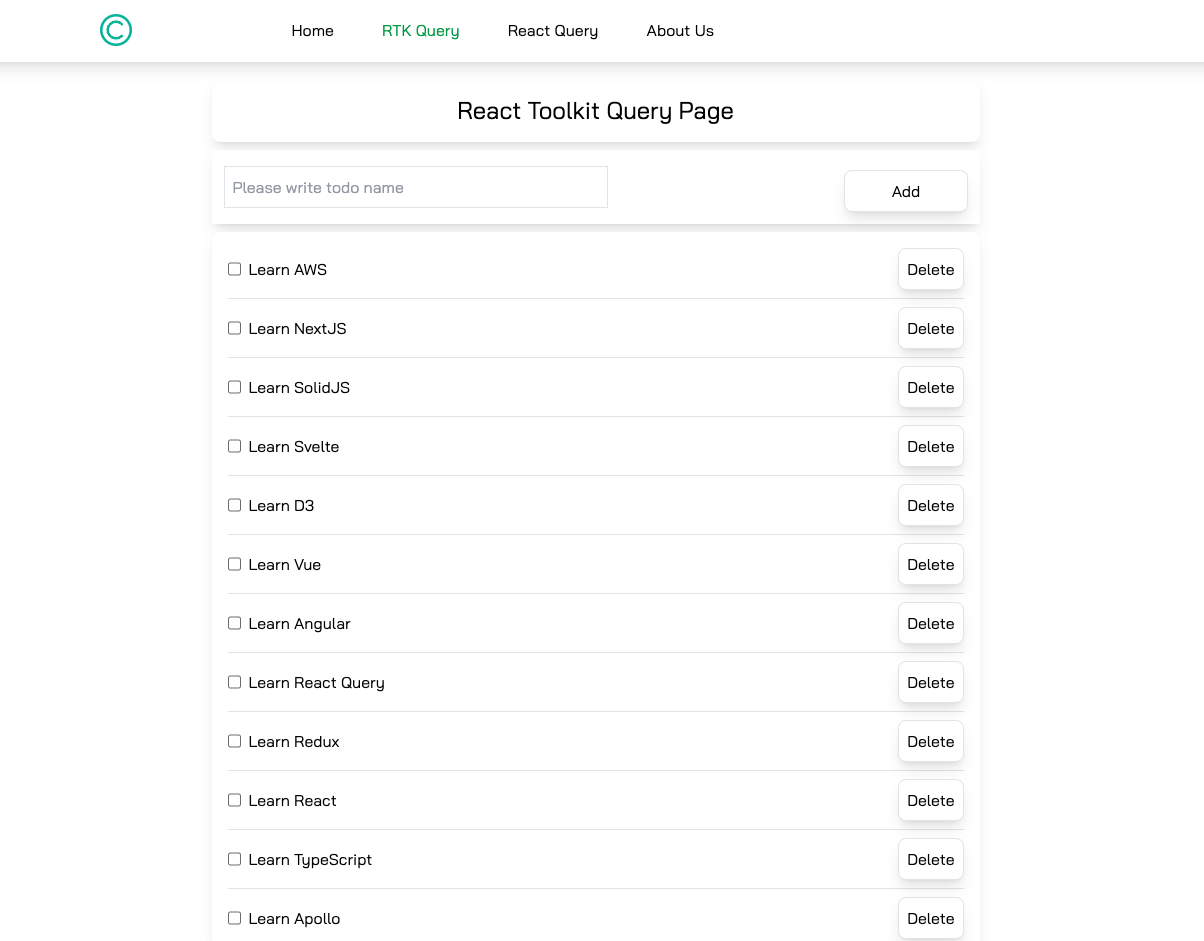 Home RTK Query React Query About Us
React Toolkit Query Page
Please write todo name Add
Learn AWS Delete
Learn NextJS Delete
Learn SolidJS Delete
Learn Svelte Delete
Learn D3 Delete
Learn Vue Delete
Learn Angular Delete
Learn React Query Delete
Learn Redux Delete
Learn React Delete
Learn TypeScript Delete
Learn Apollo Delete